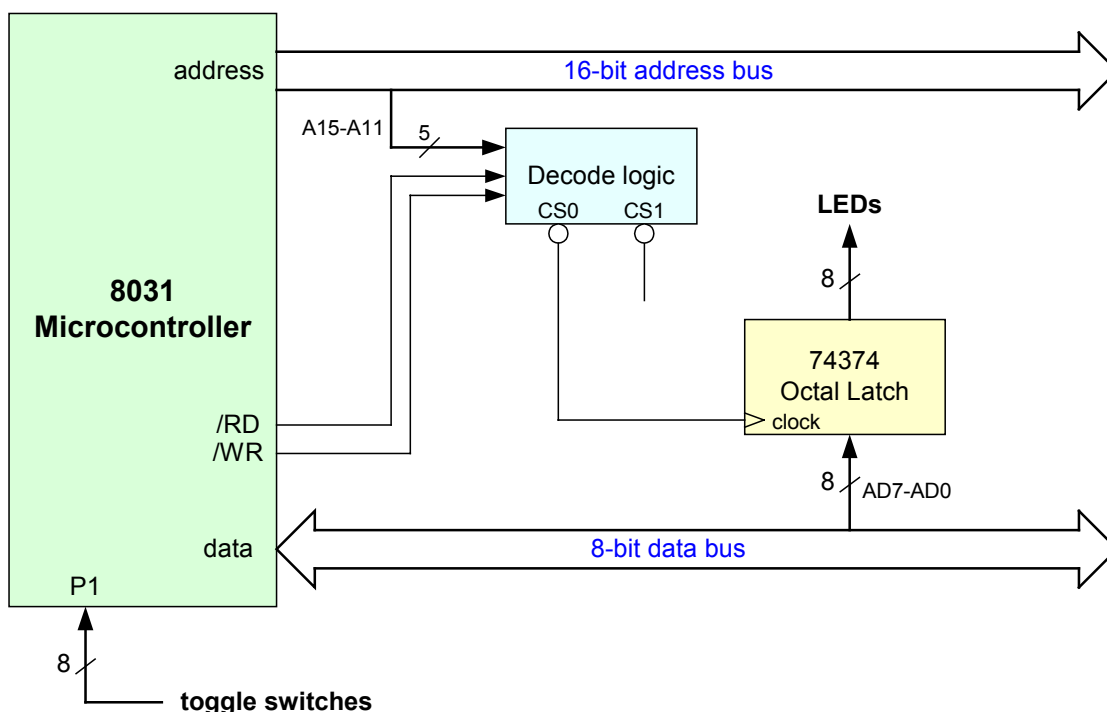 address
16-bit address bus
A15-A11
5
Decode logic
CS0 CS1
LEDs
8
8031
Microcontroller
74374
Octal Latch
clock
/RD
/WR
8
AD7-AD0
data
8-bit data bus
P1
8
toggle switches